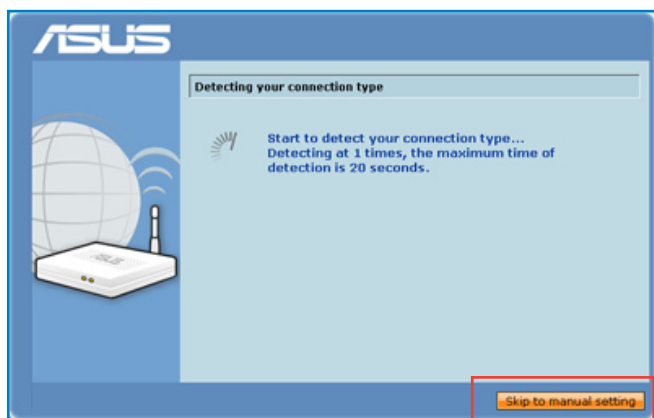 ASUS
Detecting your connection type
Start to detect your connection type...
Detecting at 1 times, the maximum time of
detection is 20 seconds.
ASUS
Skip to manual setting